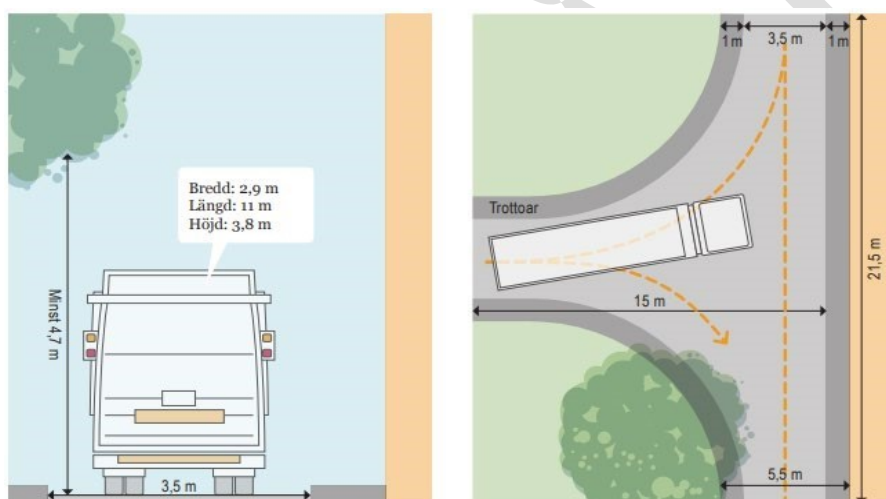 Bredd: 2,9 m
Längd: 11 m
Höjd: 3,8 m
Minst 4,7 m
3,5 m
1 m
3,5 m
1 m
Trottoar
15 m
21,5 m
5,5 m